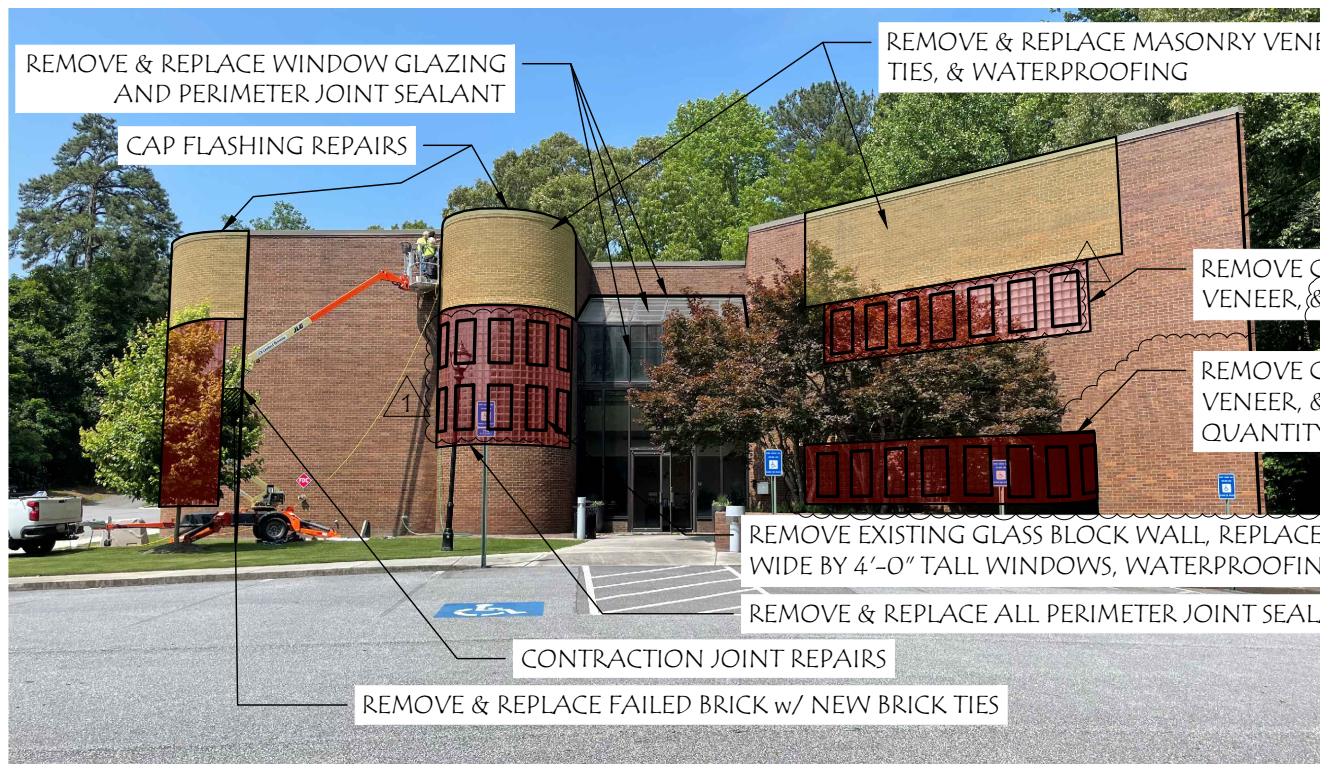 REMOVE & REPLACE WINDOW GLAZING
AND PERIMETER JOINT SEALANT
REMOVE & REPLACE MASONRY VENE
TIES, & WATERPROOFING
CAP FLASHING REPAIRS
REMOVE
VENEER, &
JLG
REMOVE
VENEER, &
QUANTITY
1
FDC
REMOVE EXISTING GLASS BLOCK WALL, REPLACE
WIDE BY 4'-0" TALL WINDOWS, WATERPROOFIN
REMOVE & REPLACE ALL PERIMETER JOINT SEAL
CONTRACTION JOINT REPAIRS
REMOVE & REPLACE FAILED BRICK w/ NEW BRICK TIES